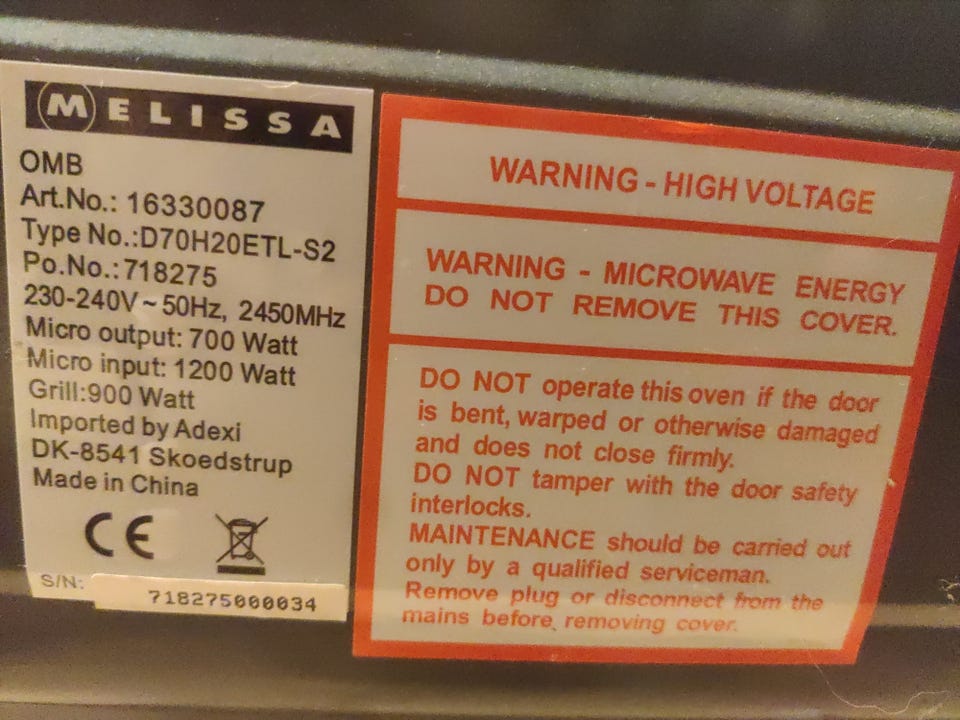 MELISSA
OMB
Art.No.: 16330087
Type No.:D70H20ETL-S2
Po.No.:718275
230-240V~50Hz, 2450MHz
Micro output: 700 Watt
Micro input: 1200 Watt
Grill:900 Watt
Imported by Adexi
DK-8541 Skoedstrup
Made in China
CE
S/N:
718275000034
WARNING - HIGH VOLTAGE
WARNING - MICROWAVE ENERGY
DO NOT REMOVE THIS COVER.
DO NOT operate this oven if the door
is bent, warped or otherwise damaged
and does not close firmly.
DO NOT tamper with the door safety
interlocks.
MAINTENANCE should be carried out
only by a qualified serviceman.
Remove plug or disconnect from the
mains before removing cover.